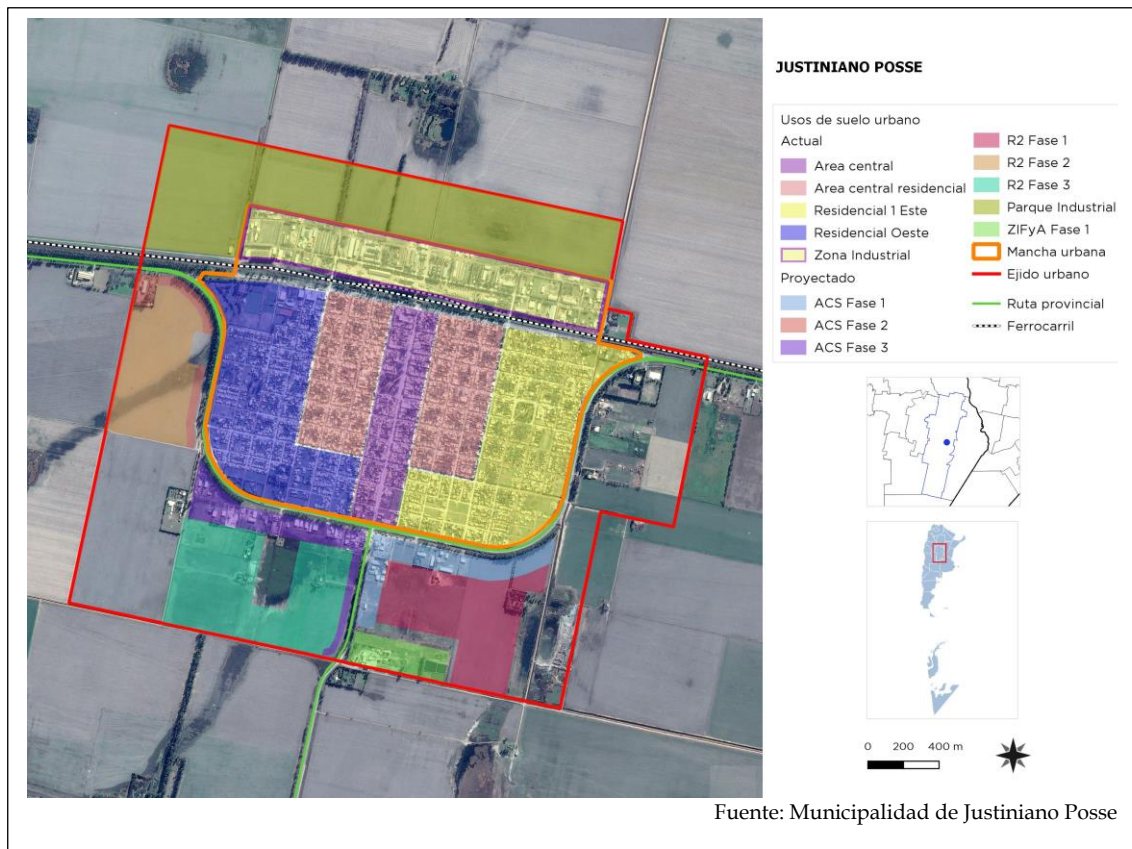 JUSTINIANO POSSE
Usos de suelo urbano
Actual
Area central
Area central residencial
Residencial 1 Este
Residencial Oeste
Zona Industrial
Proyectado
ACS Fase 1
ACS Fase 2
ACS Fase 3
R2 Fase 1
R2 Fase 2
R2 Fase 3
Parque Industrial
ZIFyA Fase 1
Mancha urbana
Ejido urbano
Ruta provincial
Ferrocarril
0 200 400 m
Fuente: Municipalidad de Justiniano Posse